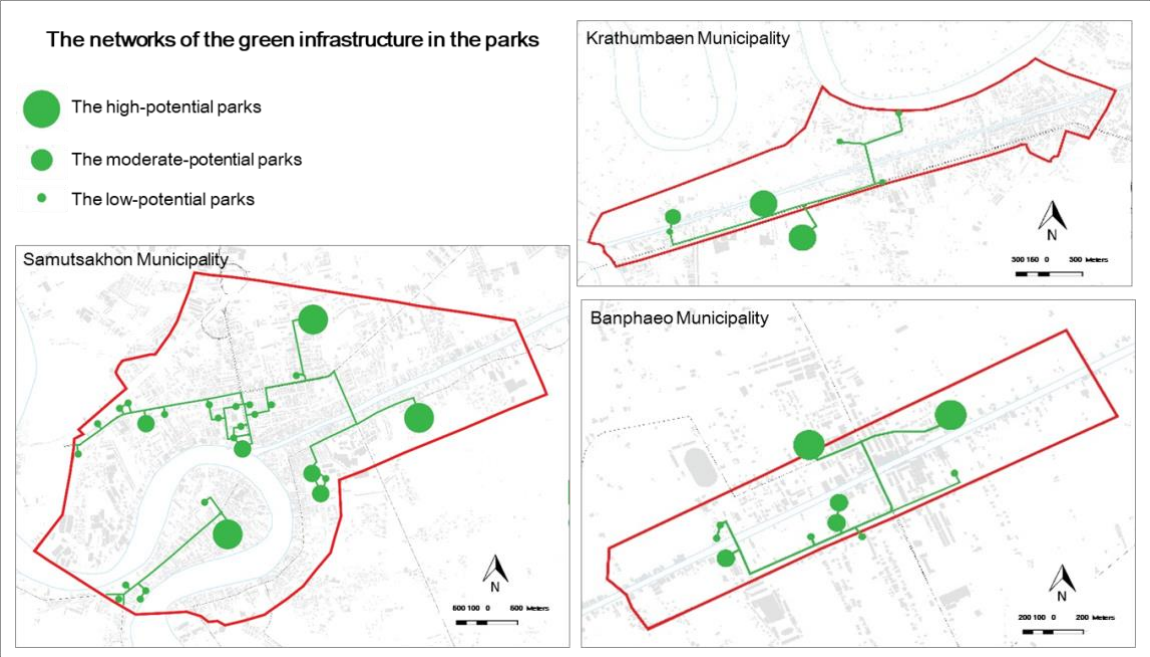 The networks of the green infrastructure in the parks
The high-potential parks
The moderate-potential parks
The low-potential parks
Samutsakhon Municipality
N
500 100 0 500 Meters
Krathumbaen Municipality
N
300 150 0 300 Meters
Banphaeo Municipality
N
200 100 0 200 Meters